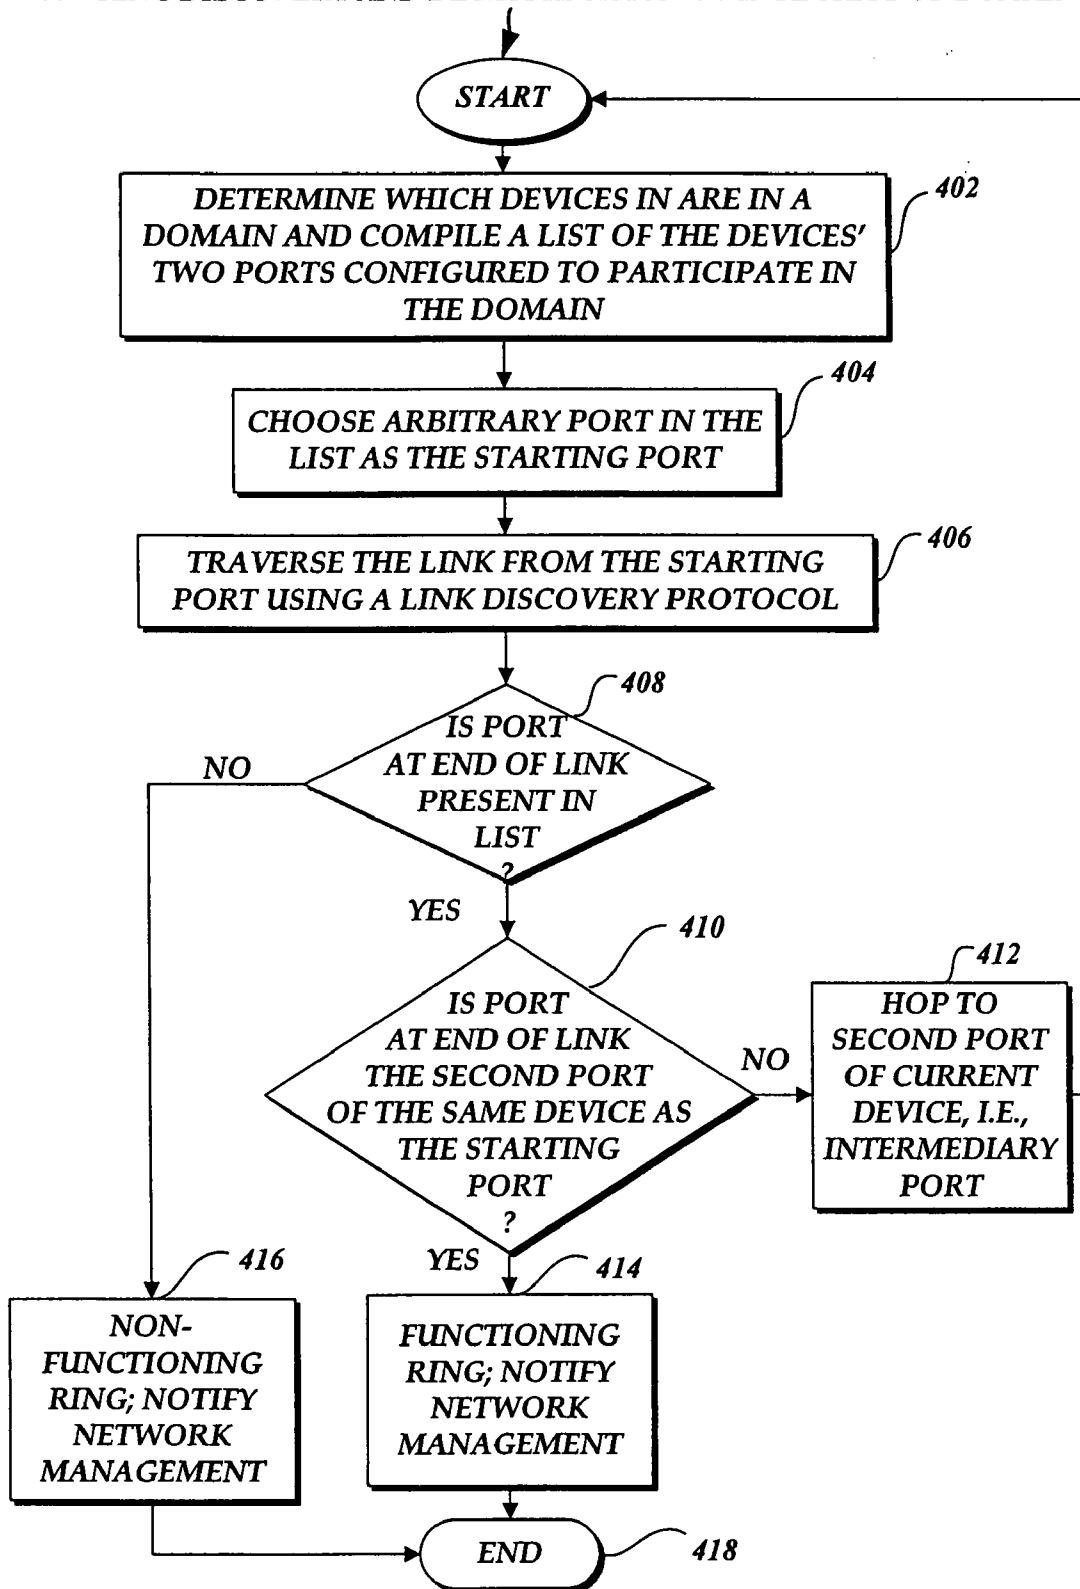 START
DETERMINE WHICH DEVICES IN ARE IN A
DOMAIN AND COMPILE A LIST OF THE DEVICES'
TWO PORTS CONFIGURED TO PARTICIPATE IN
THE DOMAIN
402
404
CHOOSE ARBITRARY PORT IN THE
LIST AS THE STARTING PORT
406
TRAVERSE THE LINK FROM THE STARTING
PORT USING A LINK DISCOVERY PROTOCOL
408
IS PORT
AT END OF LINK
PRESENT IN
LIST
?
NO
YES
410
IS PORT
AT END OF LINK
THE SECOND PORT
OF THE SAME DEVICE AS
THE STARTING
PORT
?
NO
412
HOP TO
SECOND PORT
OF CURRENT
DEVICE, I.E.,
INTERMEDIARY
PORT
YES
416
NON-
FUNCTIONING
RING; NOTIFY
NETWORK
MANAGEMENT
414
FUNCTIONING
RING; NOTIFY
NETWORK
MANAGEMENT
END
418